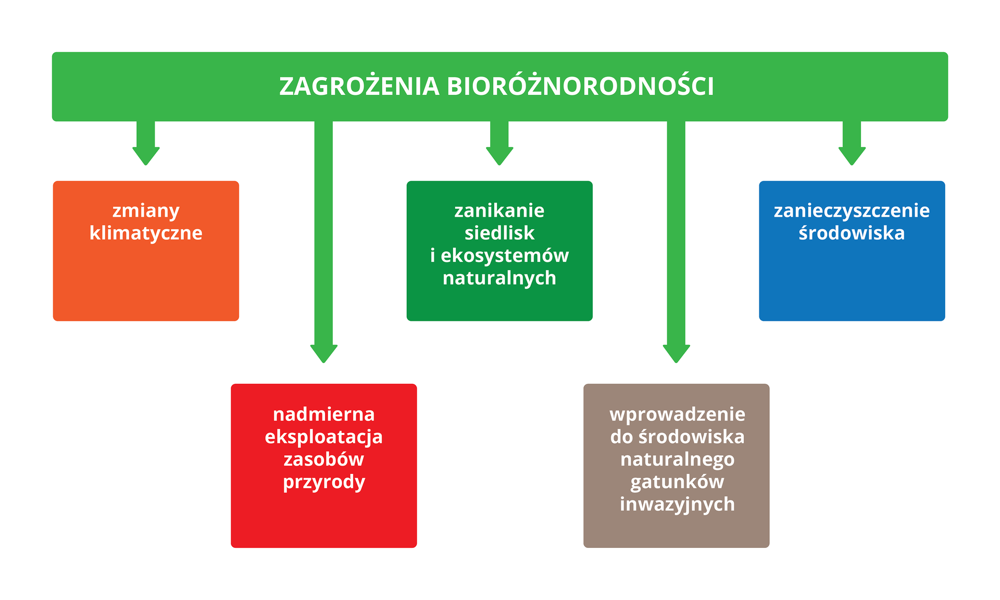 ZAGROŻENIA BIORÓŻNORODNOŚCI
zmiany
klimatyczne
zanikanie
siedlisk
i ekosystemów
naturalnych
zanieczyszczenie
środowiska
nadmierna
eksploatacja
zasobów
przyrody
wprowadzenie
do środowiska
naturalnego
gatunków
inwazyjnych